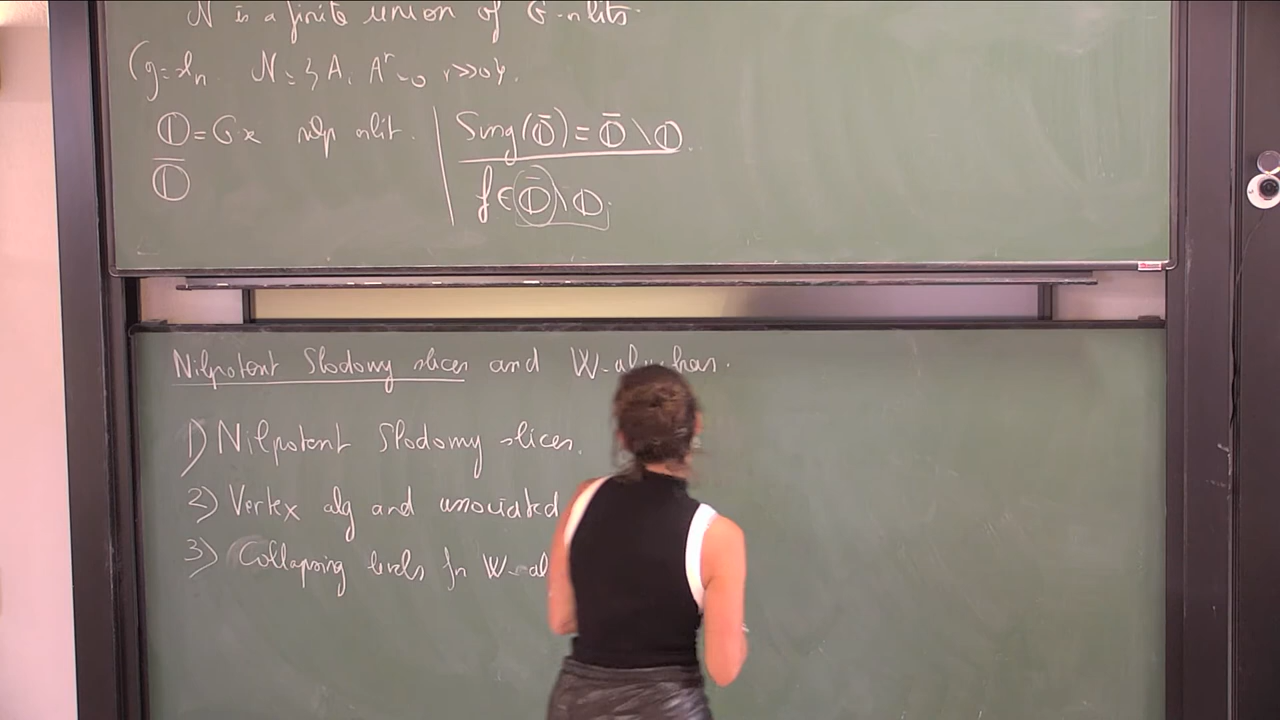 N is a finite union of G-orbits
(g=sl_n. N = {A, A^r=0 r>>0}.
𝕆=Gx nilp orbit.
𝕆̄
Sing(𝕆̄) = 𝕆̄ \ 𝕆.
f ∈ 𝕆̄ \ 𝕆;
Nilpotent Slodowy slices and W-algebras.
1) Nilpotent Slodowy slices.
2) Vertex alg and associated
3) Collapsing levels for W-al